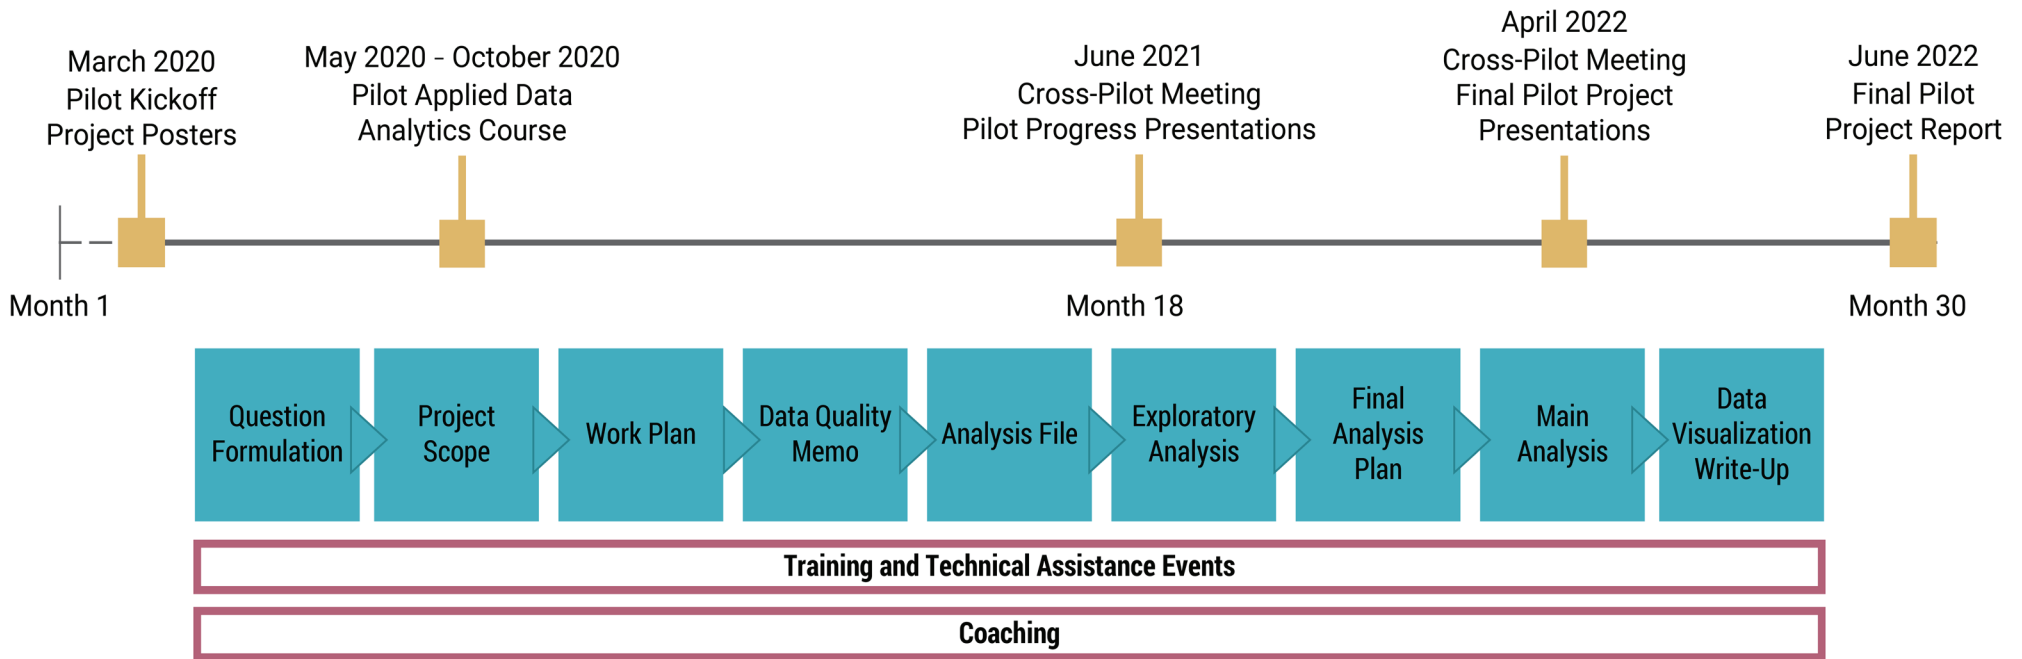 March 2020
Pilot Kickoff
Project Posters
May 2020 - October 2020
Pilot Applied Data
Analytics Course
June 2021
Cross-Pilot Meeting
Pilot Progress Presentations
April 2022
Cross-Pilot Meeting
Final Pilot Project
Presentations
June 2022
Final Pilot
Project Report
Month 1
Month 18
Month 30
Question
Formulation
Project
Scope
Work Plan
Data Quality
Memo
Analysis File
Exploratory
Analysis
Final
Analysis
Plan
Main
Analysis
Data
Visualization
Write-Up
Training and Technical Assistance Events
Coaching